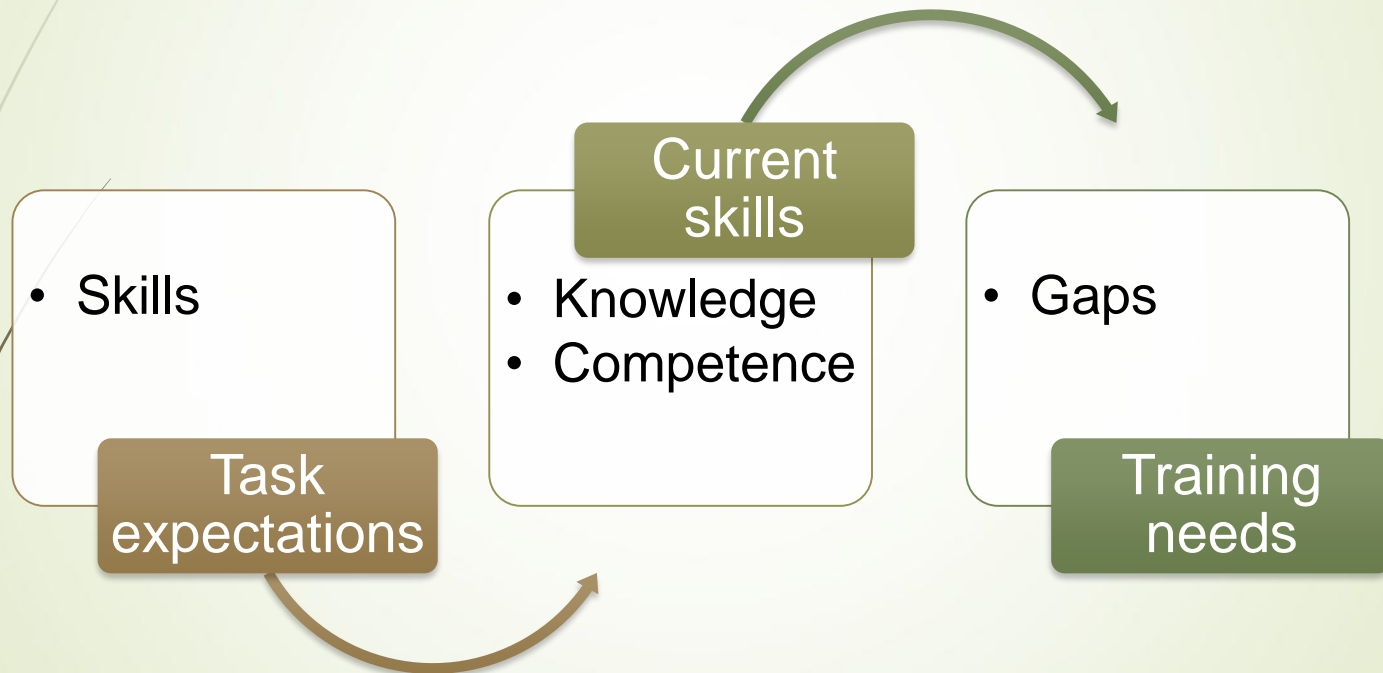 • Skills
Task
expectations
Current
skills
• Knowledge
• Competence
• Gaps
Training
needs